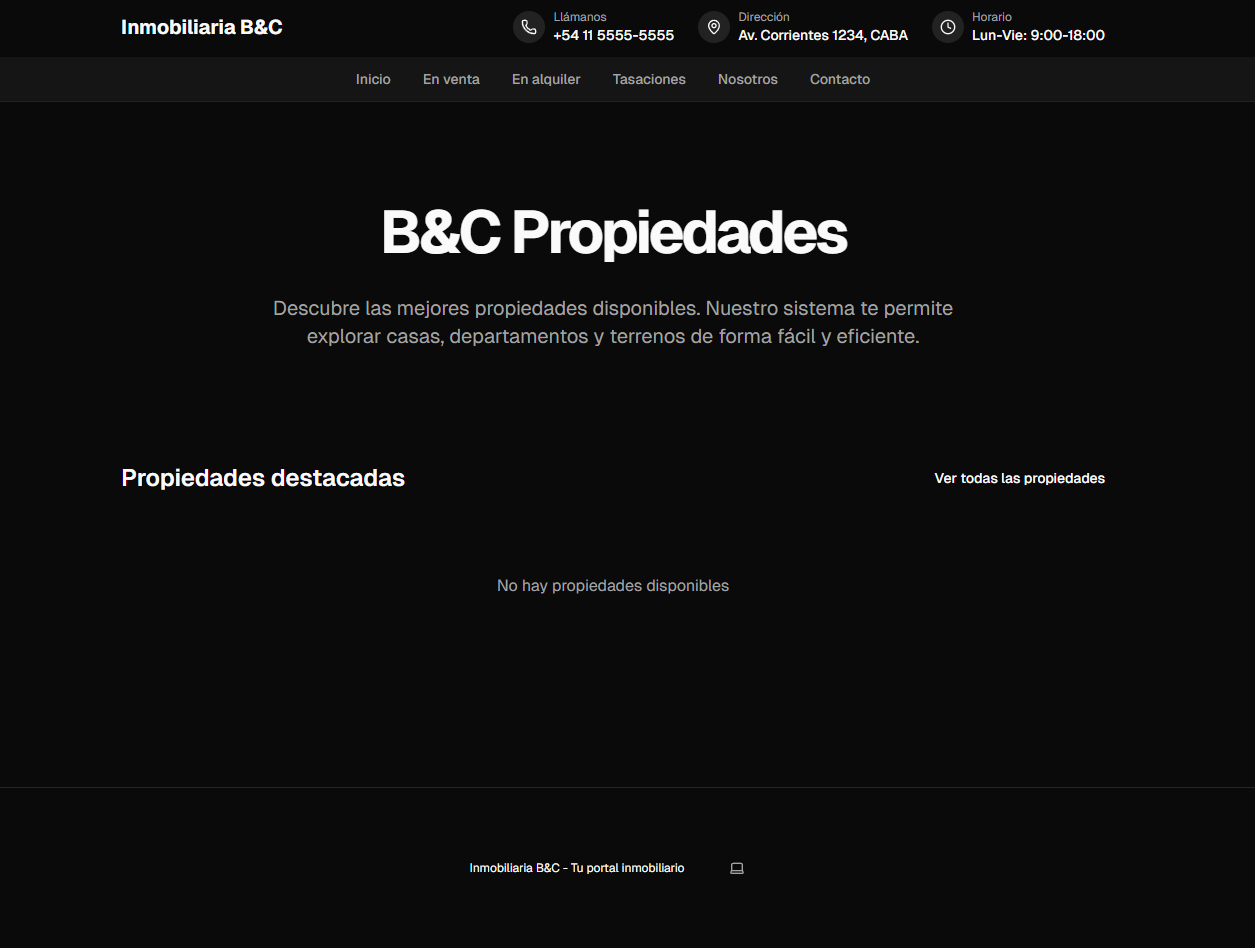 Inmobiliaria B&C
Llámanos
+54 11 5555-5555
Dirección
Av. Corrientes 1234, CABA
Horario
Lun-Vie: 9:00-18:00
Inicio
En venta
En alquiler
Tasaciones
Nosotros
Contacto
B&C Propiedades
Descubre las mejores propiedades disponibles. Nuestro sistema te permite
explorar casas, departamentos y terrenos de forma fácil y eficiente.
Propiedades destacadas
Ver todas las propiedades
No hay propiedades disponibles
Inmobiliaria B&C - Tu portal inmobiliario